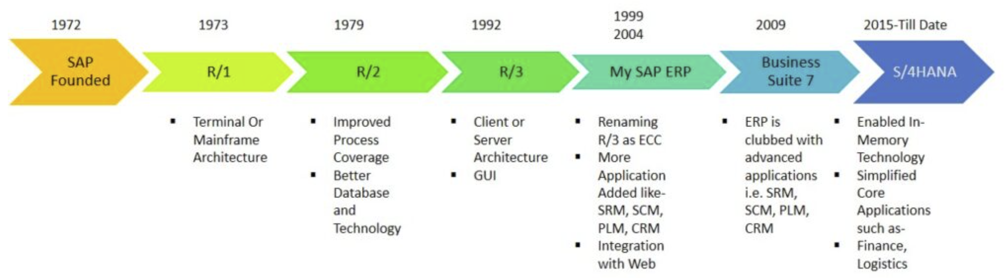 1972
1973
1979
1992
1999
2004
2009
2015-Till Date
SAP
Founded
R/1
R/2
R/3
My SAP ERP
Business
Suite 7
S/4HANA
▪ Terminal Or
Mainframe
Architecture
▪ Improved
Process
Coverage
▪ Better
Database
and
Technology
▪ Client or
Server
Architecture
▪ GUI
▪ Renaming
R/3 as ECC
▪ More
Application
Added like-
SRM, SCM,
PLM, CRM
▪ Integration
with Web
▪ ERP is
clubbed with
advanced
applications
i.e. SRM,
SCM, PLM,
CRM
▪ Enabled In-
Memory
Technology
▪ Simplified
Core
Applications
such as-
▪ Finance,
Logistics